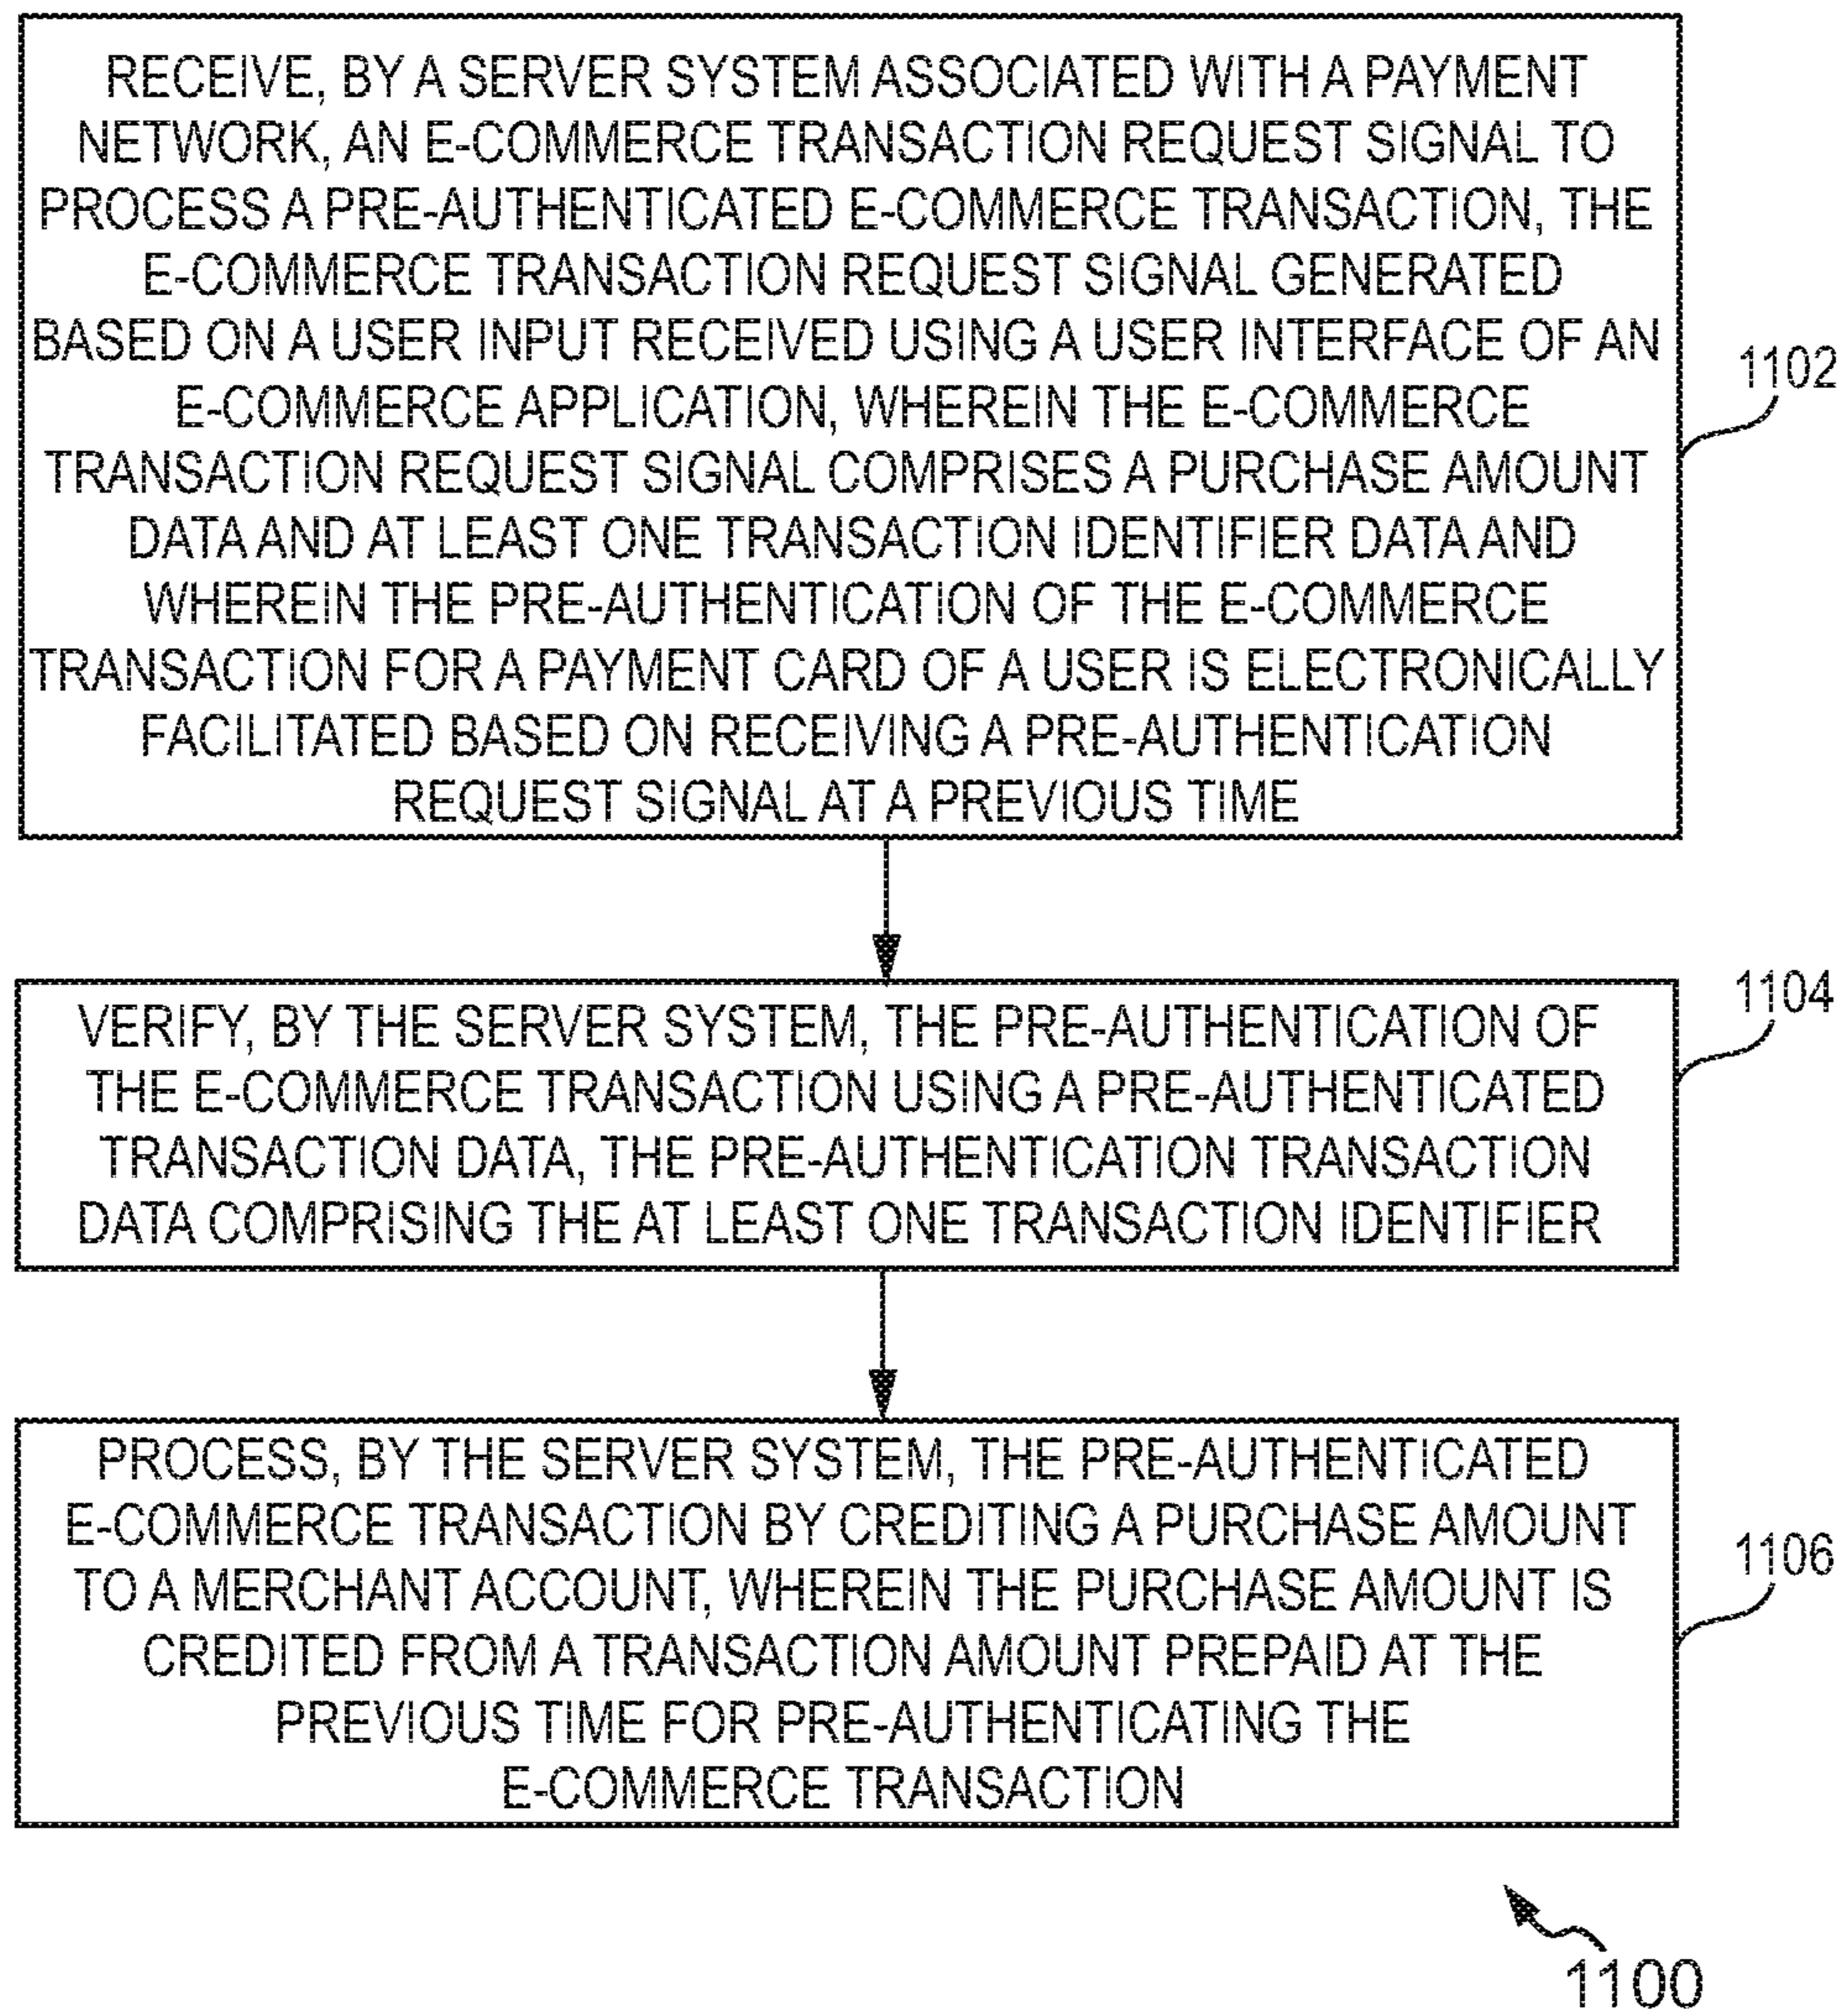 RECEIVE, BY A SERVER SYSTEM ASSOCIATED WITH A PAYMENT
NETWORK, AN E-COMMERCE TRANSACTION REQUEST SIGNAL TO
PROCESS A PRE-AUTHENTICATED E-COMMERCE TRANSACTION, THE
E-COMMERCE TRANSACTION REQUEST SIGNAL GENERATED
BASED ON A USER INPUT RECEIVED USING A USER INTERFACE OF AN
E-COMMERCE APPLICATION, WHEREIN THE E-COMMERCE
TRANSACTION REQUEST SIGNAL COMPRISES A PURCHASE AMOUNT
DATA AND AT LEAST ONE TRANSACTION IDENTIFIER DATA AND
WHEREIN THE PRE-AUTHENTICATION OF THE E-COMMERCE
TRANSACTION FOR A PAYMENT CARD OF A USER IS ELECTRONICALLY
FACILITATED BASED ON RECEIVING A PRE-AUTHENTICATION
REQUEST SIGNAL AT A PREVIOUS TIME
1102
VERIFY, BY THE SERVER SYSTEM, THE PRE-AUTHENTICATION OF
THE E-COMMERCE TRANSACTION USING A PRE-AUTHENTICATED
TRANSACTION DATA, THE PRE-AUTHENTICATION TRANSACTION
DATA COMPRISING THE AT LEAST ONE TRANSACTION IDENTIFIER
1104
PROCESS, BY THE SERVER SYSTEM, THE PRE-AUTHENTICATED
E-COMMERCE TRANSACTION BY CREDITING A PURCHASE AMOUNT
TO A MERCHANT ACCOUNT, WHEREIN THE PURCHASE AMOUNT IS
CREDITED FROM A TRANSACTION AMOUNT PREPAID AT THE
PREVIOUS TIME FOR PRE-AUTHENTICATING THE
E-COMMERCE TRANSACTION
1106
1100